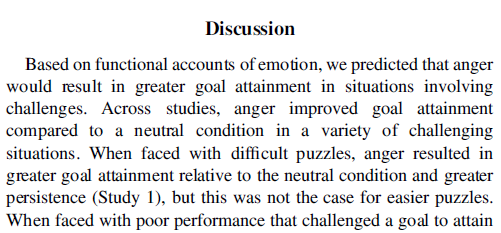 Discussion
Based on functional accounts of emotion, we predicted that anger
would result in greater goal attainment in situations involving
challenges. Across studies, anger improved goal attainment
compared to a neutral condition in a variety of challenging
situations. When faced with difficult puzzles, anger resulted in
greater goal attainment relative to the neutral condition and greater
persistence (Study 1), but this was not the case for easier puzzles.
When faced with poor performance that challenged a goal to attain